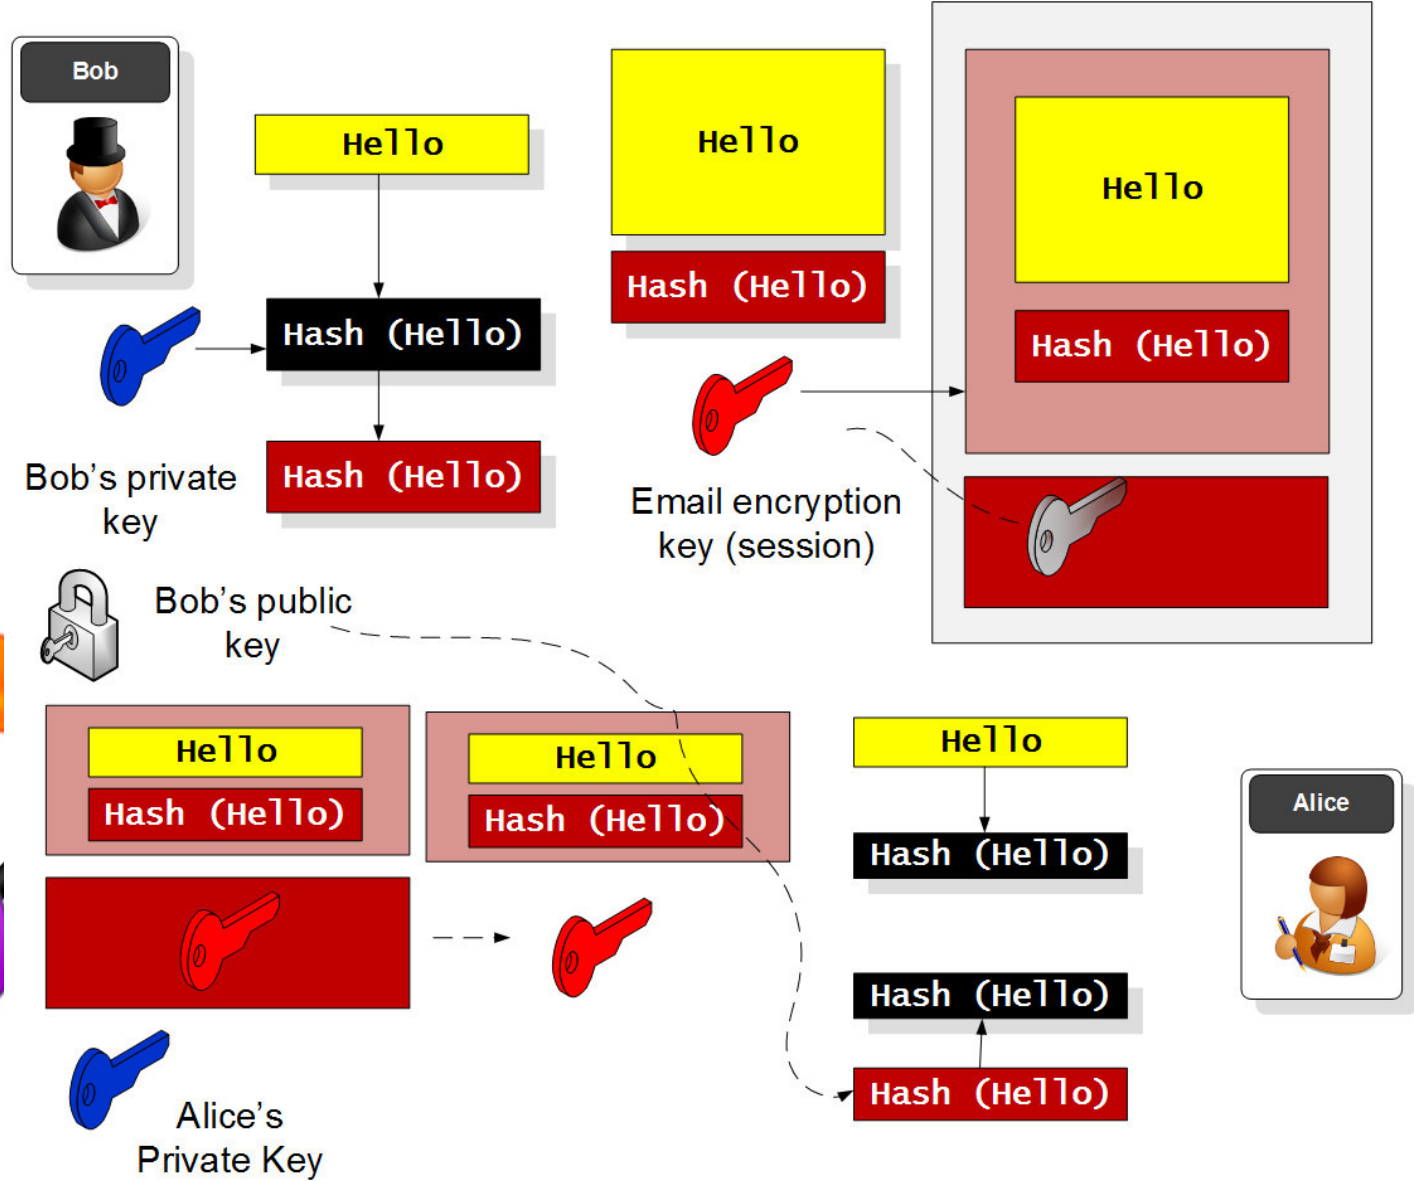 Bob
Hello
Hash (Hello)
Hash (Hello)
Bob's private
key
Hello
Hash (Hello)
Email encryption
key (session)
Hello
Hash (Hello)
Bob's public
key
Hello
Hash (Hello)
Hello
Hash (Hello)
Alice's
Private Key
Hello
Hash (Hello)
Hash (Hello)
Hash (Hello)
Alice